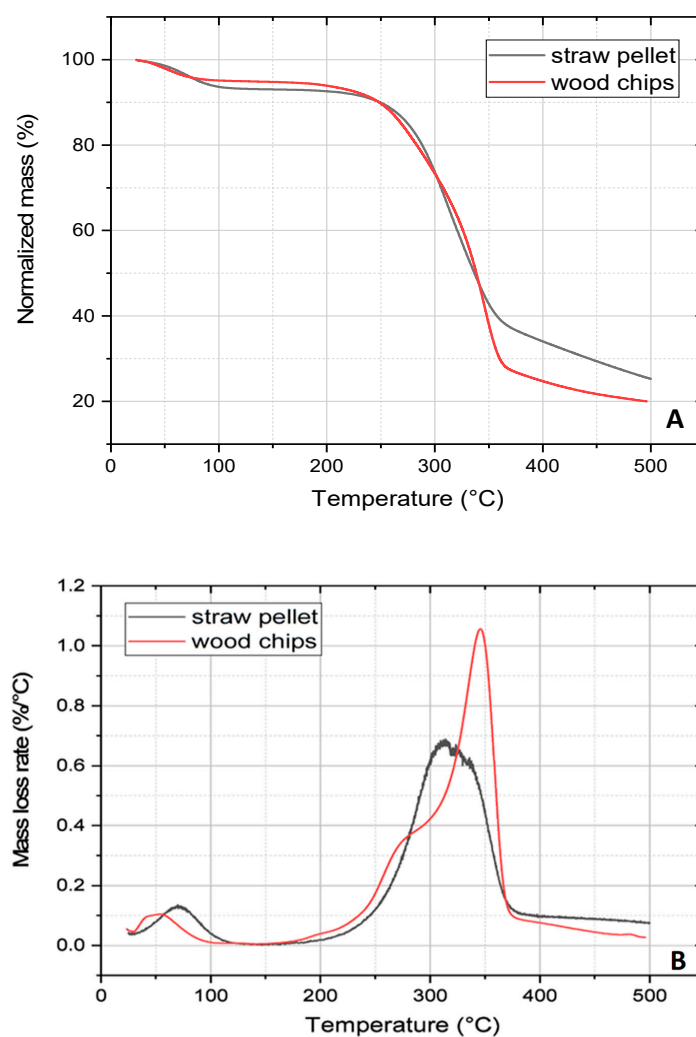 straw pellet
wood chips
100
80
60
40
20
Normalized mass (%)
A
0 100 200 300 400 500
Temperature (°C)
1.2
1.0
0.8
0.6
0.4
0.2
0.0
straw pellet
wood chips
Mass loss rate (%/°C)
B
0 100 200 300 400 500
Temperature (°C)